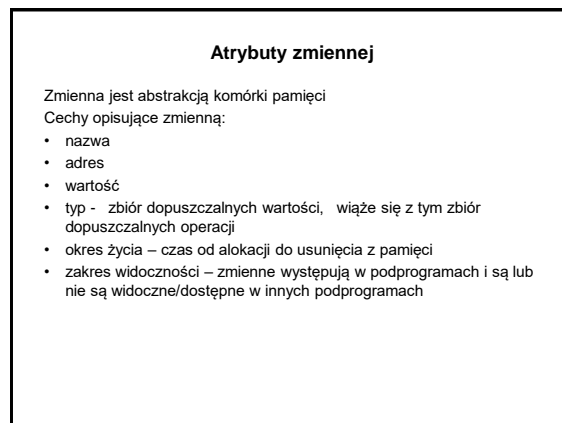 Atrybuty zmiennej
Zmienna jest abstrakcją komórki pamięci
Cechy opisujące zmienną:
• nazwa
• adres
• wartość
• typ - zbiór dopuszczalnych wartości, wiąże się z tym zbiór
dopuszczalnych operacji
• okres życia – czas od alokacji do usunięcia z pamięci
• zakres widoczności – zmienne występują w podprogramach i są lub
nie są widoczne/dostępne w innych podprogramach